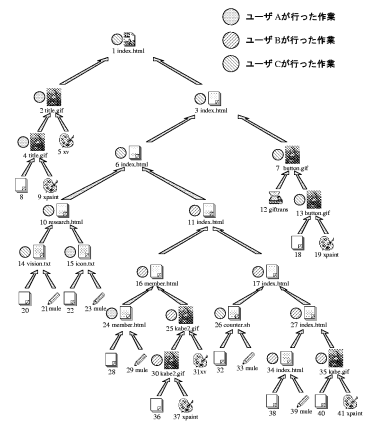 ユーザAが行った作業
ユーザBが行った作業
ユーザCが行った作業
1 index.html
2 title.gif
3 index.html
4 title.gif
5 xv
6 index.html
7 button.gif
8
9 xpaint
10 research.html
11 index.html
12 giftrans
13 button.gif
14 vision.txt
15 icon.txt
16 member.html
17 index.html
18
19 xpaint
20
21 mule
22
23 mule
24 member.html
25 kabe2.gif
26 counter.sh
27 index.html
28
29 mule
30 kabe2.gif
31xv
32
33 mule
34 index.html
35 kabe.gif
36
37 xpaint
38
39 mule
40
41 xpaint